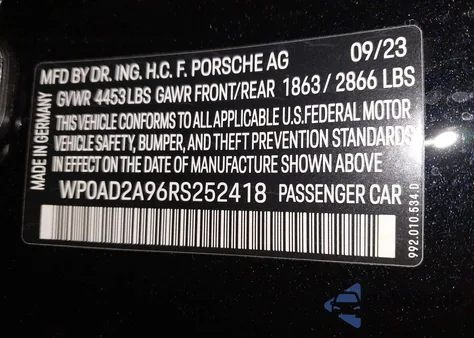 MFD BY DR. ING. H.C. F. PORSCHE AG 09/23
GVWR 4453LBS GAWR FRONT/REAR 1863 / 2866 LBS
THIS VEHICLE CONFORMS TO ALL APPLICABLE U.S.FEDERAL MOTOR
VEHICLE SAFETY, BUMPER, AND THEFT PREVENTION STANDARDS
IN EFFECT ON THE DATE OF MANUFACTURE SHOWN ABOVE
WP0AD2A96RS252418 PASSENGER CAR
MADE IN GERMANY
992.010.534.D